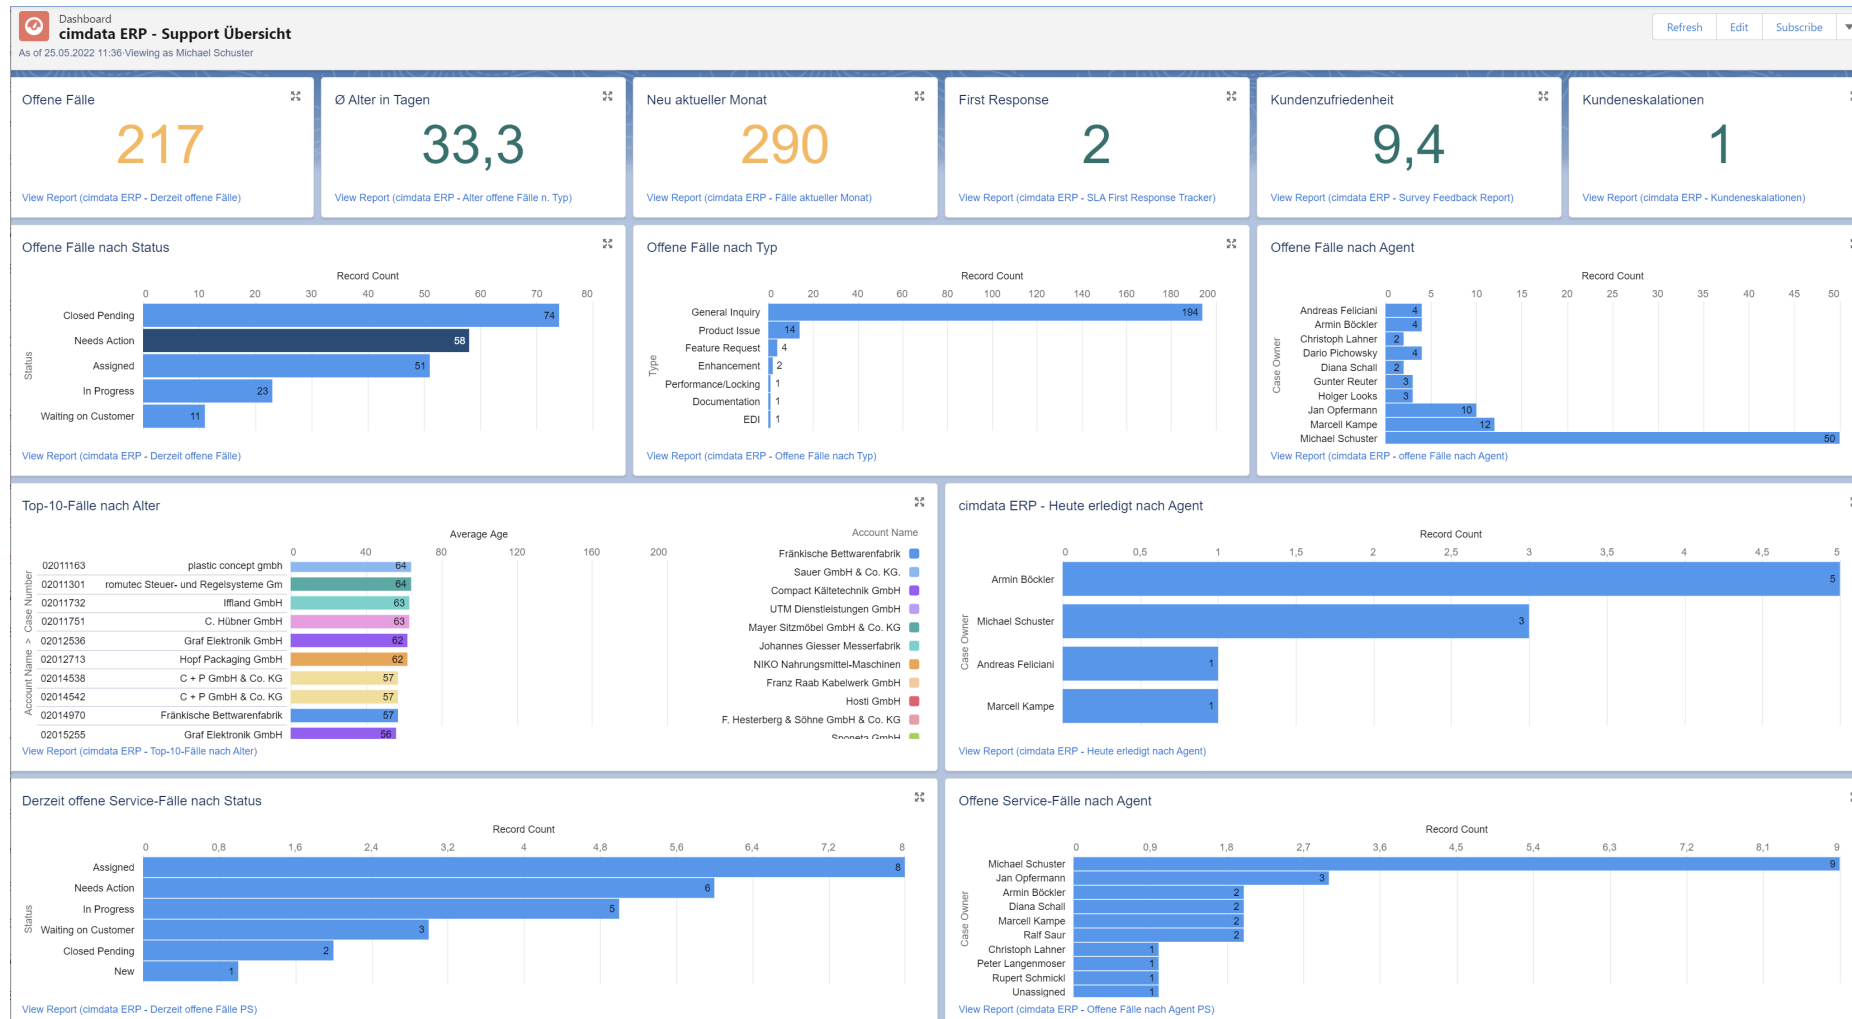 Dashboard
cimdata ERP - Support Übersicht
As of 25.05.2022 11:36·Viewing as Michael Schuster
Refresh Edit Subscribe
Offene Fälle
217
View Report (cimdata ERP - Derzeit offene Fälle)
Ø Alter in Tagen
33,3
View Report (cimdata ERP - Alter offene Fälle n. Typ)
Neu aktueller Monat
290
View Report (cimdata ERP - Fälle aktueller Monat)
First Response
2
View Report (cimdata ERP - SLA First Response Tracker)
Kundenzufriedenheit
9,4
View Report (cimdata ERP - Survey Feedback Report)
Kundeneskalationen
1
View Report (cimdata ERP - Kundeneskalationen)
Offene Fälle nach Status
Record Count
0 10 20 30 40 50 60 70 80
Status
Closed Pending 74
Needs Action 58
Assigned 51
In Progress 23
Waiting on Customer 11
View Report (cimdata ERP - Derzeit offene Fälle)
Offene Fälle nach Typ
Record Count
0 20 40 60 80 100 120 140 160 180 200
Type
General Inquiry 194
Product Issue 14
Feature Request 4
Enhancement 2
Performance/Locking 1
Documentation 1
EDI 1
View Report (cimdata ERP - Offene Fälle nach Typ)
Offene Fälle nach Agent
Record Count
0 5 10 15 20 25 30 35 40 45 50
Case Owner
Andreas Feliciani 4
Armin Böckler 4
Christoph Lahner 2
Dario Pichowsky 4
Diana Schall 2
Gunter Reuter 3
Holger Looks 3
Jan Opfermann 10
Marcell Kampe 12
Michael Schuster 50
View Report (cimdata ERP - offene Fälle nach Agent)
Top-10-Fälle nach Alter
Average Age
0 40 80 120 160 200
Account Name > Case Number
02011163 plastic concept gmbh 64
02011301 romutec Steuer- und Regelsysteme Gm 64
02011732 Iffland GmbH 63
02011751 C. Hübner GmbH 63
02012536 Graf Elektronik GmbH 62
02012713 Hopf Packaging GmbH 62
02014538 C + P GmbH & Co. KG 57
02014542 C + P GmbH & Co. KG 57
02014970 Fränkische Bettwarenfabrik 57
02015255 Graf Elektronik GmbH 56
Account Name
Fränkische Bettwarenfabrik
Sauer GmbH & Co. KG.
Compact Kältetechnik GmbH
UTM Dienstleistungen GmbH
Mayer Sitzmöbel GmbH & Co. KG
Johannes Giesser Messerfabrik
NIKO Nahrungsmittel-Maschinen
Franz Raab Kabelwerk GmbH
Hosti GmbH
F. Hesterberg & Söhne GmbH & Co. KG
Sponeta GmbH
View Report (cimdata ERP - Top-10-Fälle nach Alter)
cimdata ERP - Heute erledigt nach Agent
Record Count
0 0,5 1 1,5 2 2,5 3 3,5 4 4,5 5
Case Owner
Armin Böckler 5
Michael Schuster 3
Andreas Feliciani 1
Marcell Kampe 1
View Report (cimdata ERP - Heute erledigt nach Agent)
Derzeit offene Service-Fälle nach Status
Record Count
0 0,8 1,6 2,4 3,2 4 4,8 5,6 6,4 7,2 8
Status
Assigned 8
Needs Action 6
In Progress 5
Waiting on Customer 3
Closed Pending 2
New 1
View Report (cimdata ERP - Derzeit offene Fälle PS)
Offene Service-Fälle nach Agent
Record Count
0 0,9 1,8 2,7 3,6 4,5 5,4 6,3 7,2 8,1 9
Case Owner
Michael Schuster 9
Jan Opfermann 3
Armin Böckler 2
Diana Schall 2
Marcell Kampe 2
Ralf Saur 2
Christoph Lahner 1
Peter Langenmoser 1
Rupert Schmickl 1
Unassigned 1
View Report (cimdata ERP - Offene Fälle nach Agent PS)